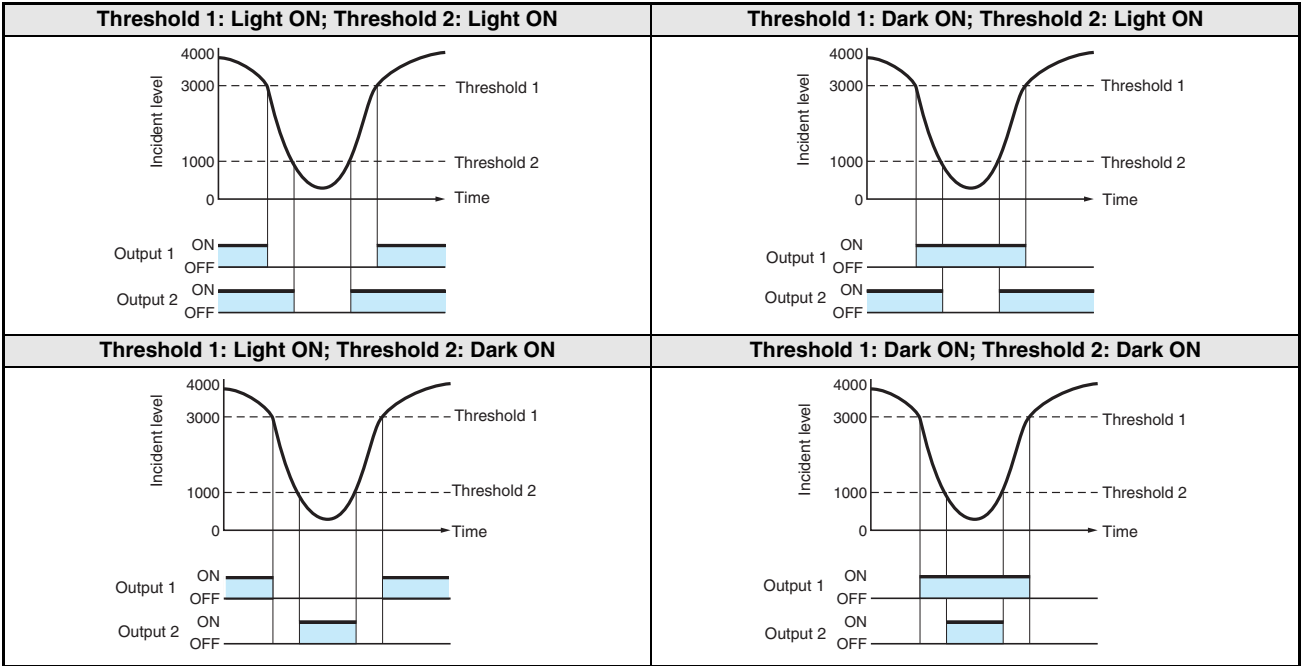 Threshold 1: Light ON; Threshold 2: Light ON
4000
3000
1000
0
Incident level
Threshold 1
Threshold 2
Time
Output 1
ON
OFF
Output 2
ON
OFF
Threshold 1: Dark ON; Threshold 2: Light ON
4000
3000
1000
0
Incident level
Threshold 1
Threshold 2
Time
Output 1
ON
OFF
Output 2
ON
OFF
Threshold 1: Light ON; Threshold 2: Dark ON
4000
3000
1000
0
Incident level
Threshold 1
Threshold 2
Time
Output 1
ON
OFF
Output 2
ON
OFF
Threshold 1: Dark ON; Threshold 2: Dark ON
4000
3000
1000
0
Incident level
Threshold 1
Threshold 2
Time
Output 1
ON
OFF
Output 2
ON
OFF